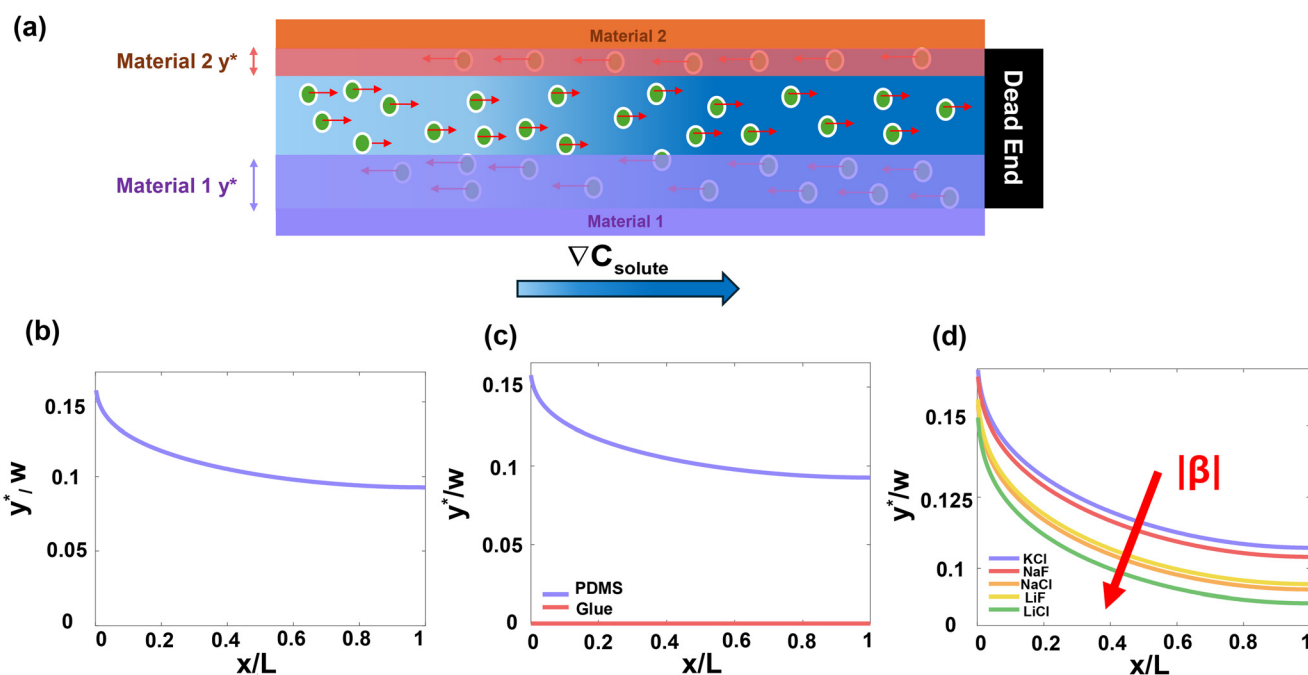 (a)
Material 2
Material 2 y*
Dead End
Material 1 y*
Material 1
∇C_solute
(b)
0.15
0.1
0.05
0
y*/w
0 0.2 0.4 0.6 0.8 1
x/L
(c)
0.15
0.1
0.05
0
y*/w
PDMS
Glue
0 0.2 0.4 0.6 0.8 1
x/L
(d)
0.15
0.125
0.1
0
y*/w
|β|
KCl
NaF
NaCl
LiF
LiCl
0 0.2 0.4 0.6 0.8 1
x/L